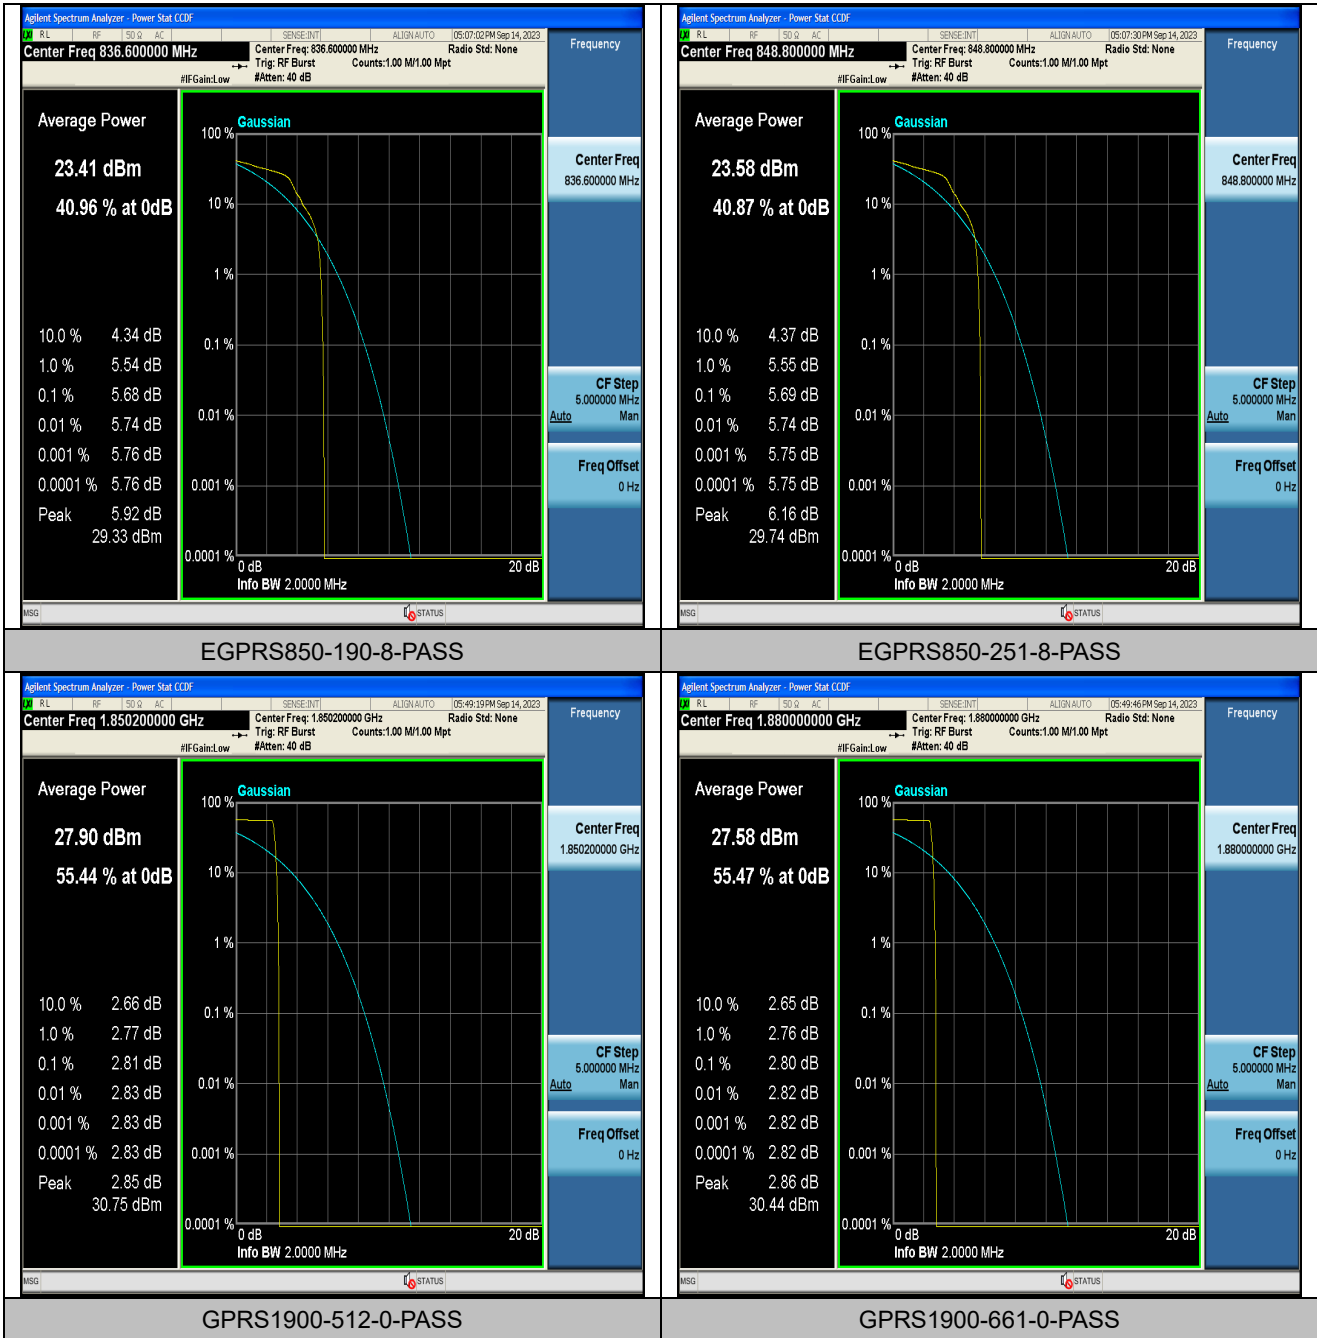 Agilent Spectrum Analyzer - Power Stat CCDF
LXI RL RF 50 Ω AC SENSE:INT ALIGN AUTO 05:07:02 PM Sep 14, 2023
Center Freq 836.600000 MHz
Center Freq: 836.600000 MHz Radio Std: None
Trig: RF Burst Counts:1.00 M/1.00 Mpt
#IFGain:Low #Atten: 40 dB
Frequency
Average Power
23.41 dBm
40.96 % at 0dB
10.0 % 4.34 dB
1.0 % 5.54 dB
0.1 % 5.68 dB
0.01 % 5.74 dB
0.001 % 5.76 dB
0.0001 % 5.76 dB
Peak 5.92 dB
29.33 dBm
Gaussian
100 %
10 %
1 %
0.1 %
0.01 %
0.001 %
0.0001 %
0 dB 20 dB
Info BW 2.0000 MHz
Center Freq
836.600000 MHz
CF Step
5.000000 MHz
Auto Man
Freq Offset
0 Hz
MSG STATUS
EGPRS850-190-8-PASS
Agilent Spectrum Analyzer - Power Stat CCDF
LXI RL RF 50 Ω AC SENSE:INT ALIGN AUTO 05:07:30 PM Sep 14, 2023
Center Freq 848.800000 MHz
Center Freq: 848.800000 MHz Radio Std: None
Trig: RF Burst Counts:1.00 M/1.00 Mpt
#IFGain:Low #Atten: 40 dB
Frequency
Average Power
23.58 dBm
40.87 % at 0dB
10.0 % 4.37 dB
1.0 % 5.55 dB
0.1 % 5.69 dB
0.01 % 5.74 dB
0.001 % 5.75 dB
0.0001 % 5.75 dB
Peak 6.16 dB
29.74 dBm
Gaussian
100 %
10 %
1 %
0.1 %
0.01 %
0.001 %
0.0001 %
0 dB 20 dB
Info BW 2.0000 MHz
Center Freq
848.800000 MHz
CF Step
5.000000 MHz
Auto Man
Freq Offset
0 Hz
MSG STATUS
EGPRS850-251-8-PASS
Agilent Spectrum Analyzer - Power Stat CCDF
LXI RL RF 50 Ω AC SENSE:INT ALIGN AUTO 05:49:19 PM Sep 14, 2023
Center Freq 1.850200000 GHz
Center Freq: 1.850200000 GHz Radio Std: None
Trig: RF Burst Counts:1.00 M/1.00 Mpt
#IFGain:Low #Atten: 40 dB
Frequency
Average Power
27.90 dBm
55.44 % at 0dB
10.0 % 2.66 dB
1.0 % 2.77 dB
0.1 % 2.81 dB
0.01 % 2.83 dB
0.001 % 2.83 dB
0.0001 % 2.83 dB
Peak 2.85 dB
30.75 dBm
Gaussian
100 %
10 %
1 %
0.1 %
0.01 %
0.001 %
0.0001 %
0 dB 20 dB
Info BW 2.0000 MHz
Center Freq
1.850200000 GHz
CF Step
5.000000 MHz
Auto Man
Freq Offset
0 Hz
MSG STATUS
GPRS1900-512-0-PASS
Agilent Spectrum Analyzer - Power Stat CCDF
LXI RL RF 50 Ω AC SENSE:INT ALIGN AUTO 05:49:46 PM Sep 14, 2023
Center Freq 1.880000000 GHz
Center Freq: 1.880000000 GHz Radio Std: None
Trig: RF Burst Counts:1.00 M/1.00 Mpt
#IFGain:Low #Atten: 40 dB
Frequency
Average Power
27.58 dBm
55.47 % at 0dB
10.0 % 2.65 dB
1.0 % 2.76 dB
0.1 % 2.80 dB
0.01 % 2.82 dB
0.001 % 2.82 dB
0.0001 % 2.82 dB
Peak 2.86 dB
30.44 dBm
Gaussian
100 %
10 %
1 %
0.1 %
0.01 %
0.001 %
0.0001 %
0 dB 20 dB
Info BW 2.0000 MHz
Center Freq
1.880000000 GHz
CF Step
5.000000 MHz
Auto Man
Freq Offset
0 Hz
MSG STATUS
GPRS1900-661-0-PASS